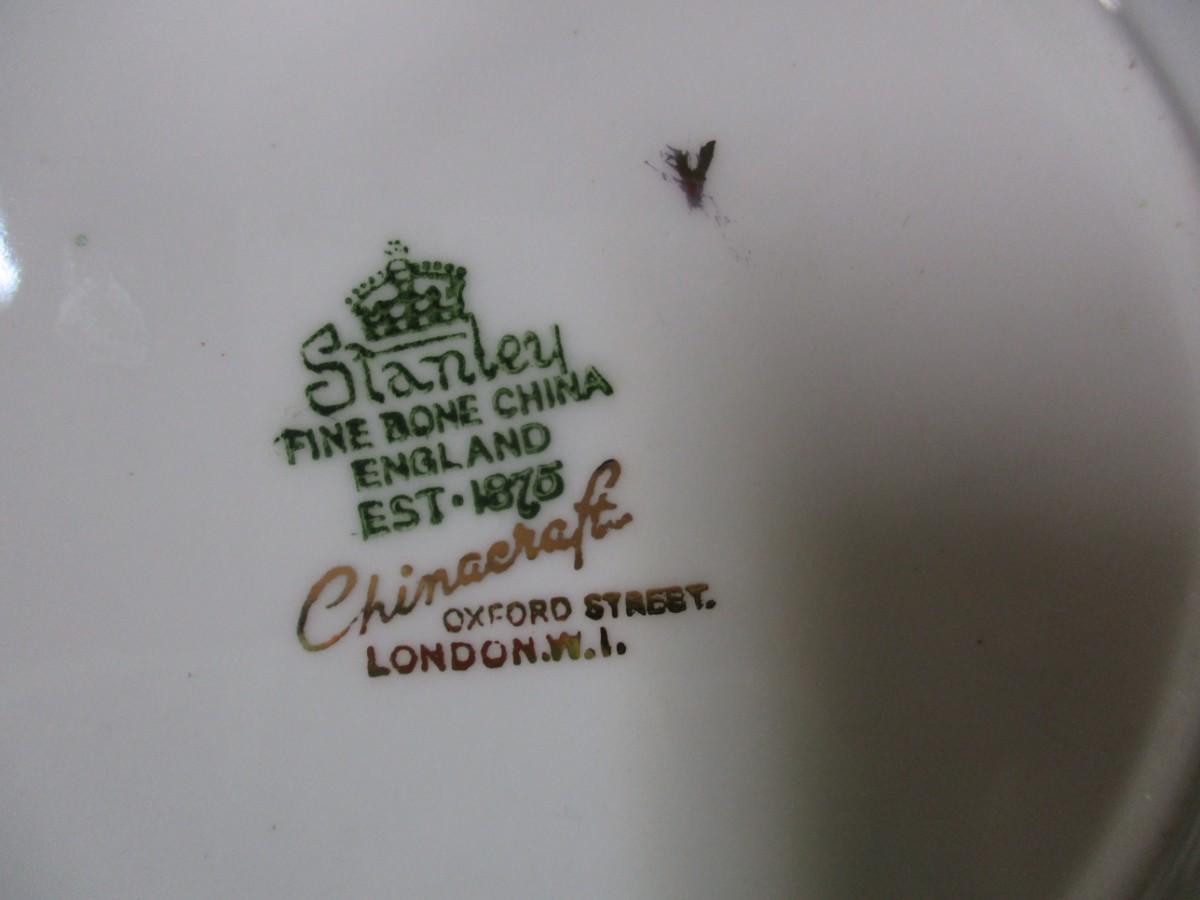 Stanley
FINE BONE CHINA
ENGLAND
EST·1875
Chinacraft
OXFORD STREET.
LONDON.W.1.